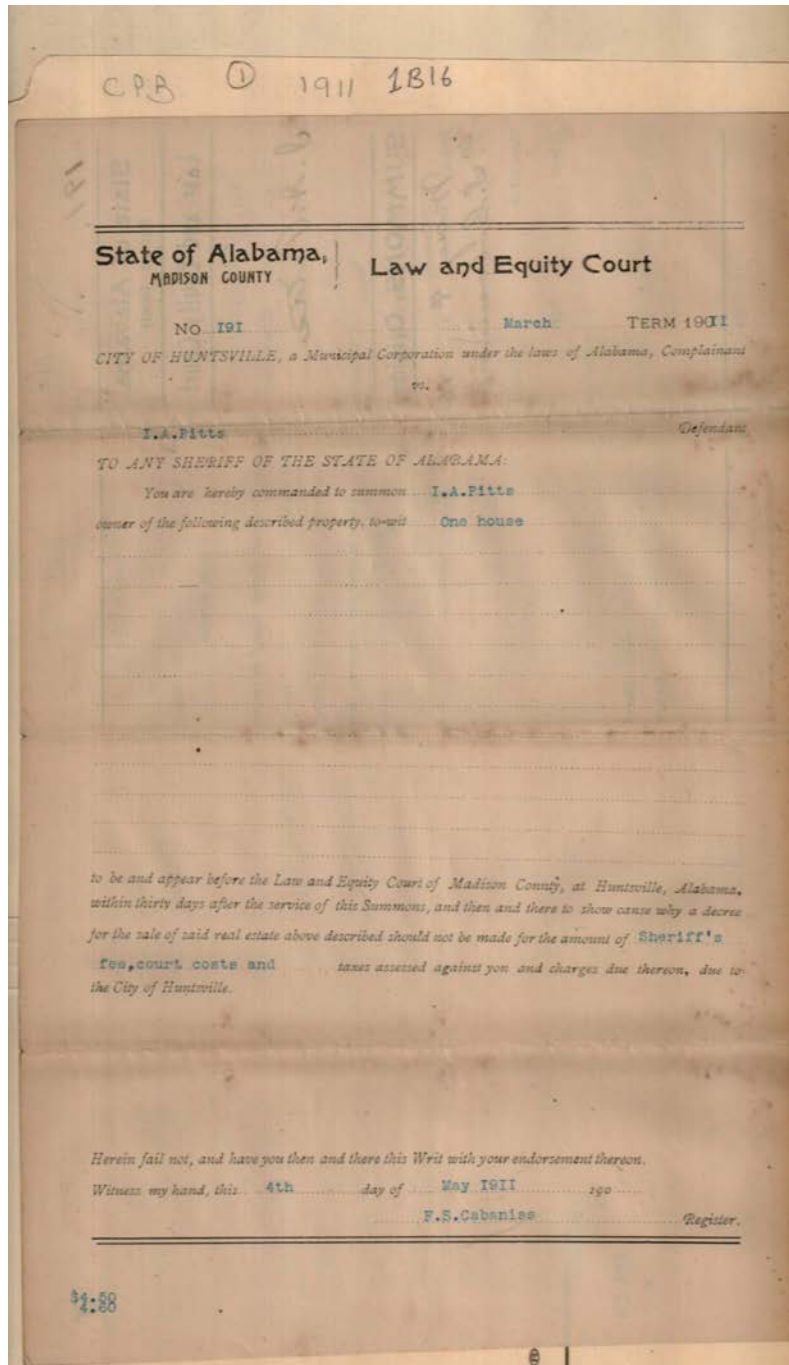 CPB ① 1911 1B16
State of Alabama,
MADISON COUNTY
Law and Equity Court
NO I9I March TERM 190II
CITY OF HUNTSVILLE, a Municipal Corporation under the laws of Alabama, Complainant
vs.
I.A.Pitts Defendant
TO ANY SHERIFF OF THE STATE OF ALABAMA:
You are hereby commanded to summon I.A.Pitts
owner of the following described property, to-wit One house
to be and appear before the Law and Equity Court of Madison County, at Huntsville, Alabama,
within thirty days after the service of this Summons, and then and there to show cause why a decree
for the sale of said real estate above described should not be made for the amount of Sheriff's
fee,court costs and taxes assessed against you and charges due thereon, due to
the City of Huntsville.
Herein fail not, and have you then and there this Writ with your endorsement thereon.
Witness my hand, this 4th day of May I9II 190
F.S.Cabaniss Register.
$4.50
4.60